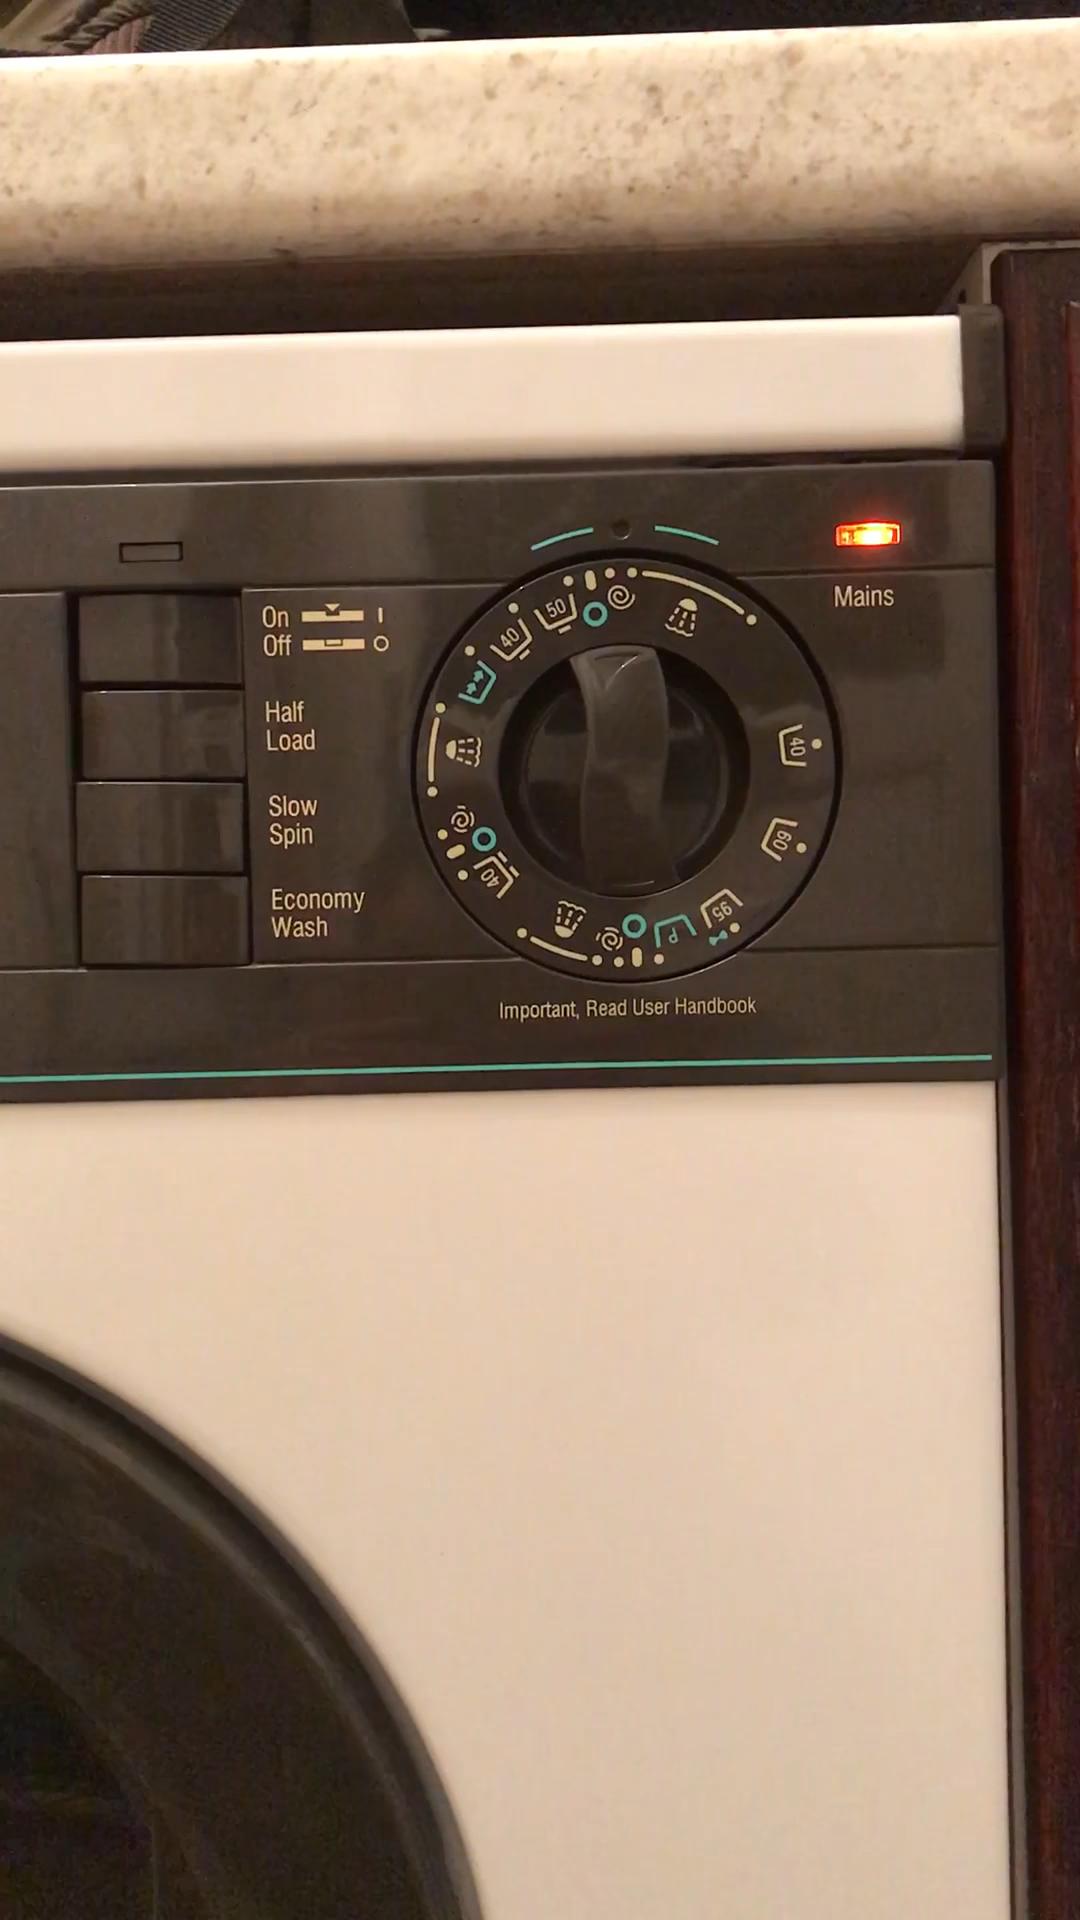 On I
Off O
Half
Load
Slow
Spin
Economy
Wash
Mains
50
40
40
60
95
P
40
Important, Read User Handbook